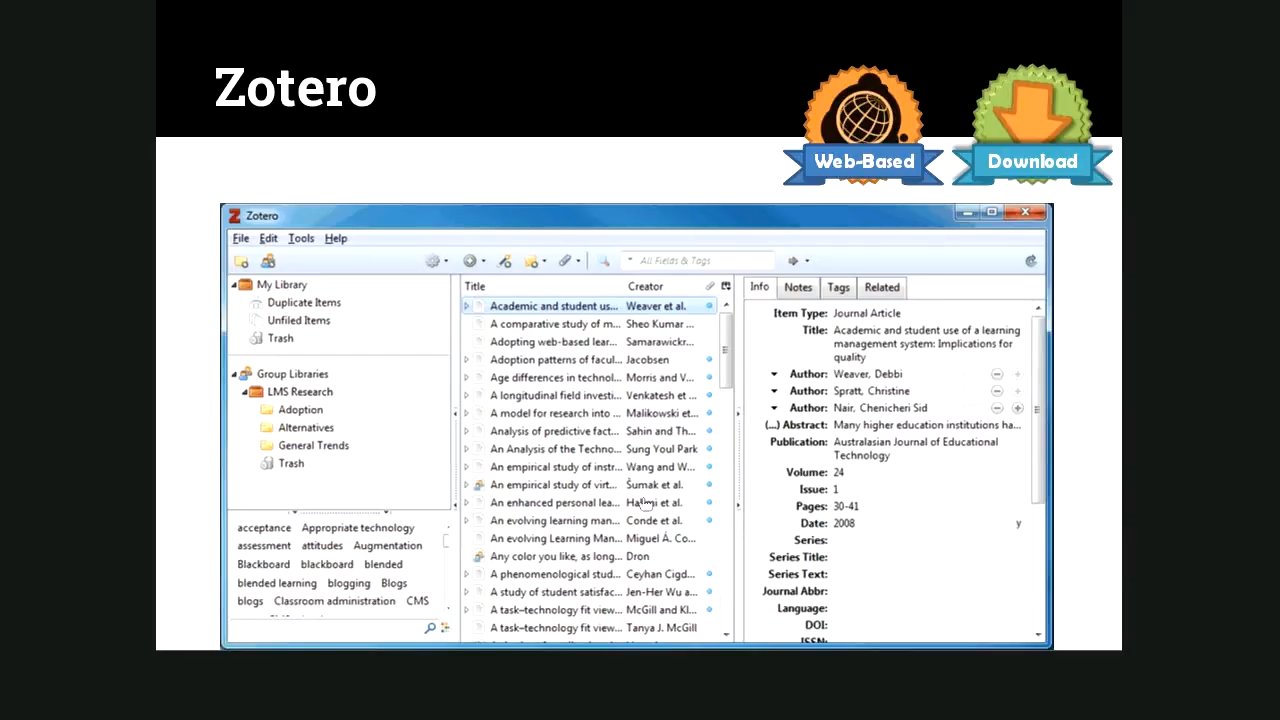 Zotero
Web-Based
Download
Zotero
File Edit Tools Help
All Fields & Tags
My Library
Duplicate Items
Unfiled Items
Trash
Group Libraries
LMS Research
Adoption
Alternatives
General Trends
Trash
acceptance Appropriate technology
assessment attitudes Augmentation
Blackboard blackboard blended
blended learning blogging Blogs
blogs Classroom administration CMS
Title Creator
Academic and student us... Weaver et al.
A comparative study of m... Sheo Kumar ...
Adopting web-based lear... Samarawickr...
Adoption patterns of facul... Jacobsen
Age differences in technol... Morris and V...
A longitudinal field investi... Venkatesh et ...
A model for research into ... Malikowski et...
Analysis of predictive fact... Sahin and Th...
An Analysis of the Techno... Sung Youl Park
An empirical study of instr... Wang and W...
An empirical study of virt... Šumak et al.
An enhanced personal lea... et al.
An evolving learning man... Conde et al.
An evolving Learning Man... Miguel Á. Co...
Any color you like, as long... Dron
A phenomenological stud... Ceyhan Cigd...
A study of student satisfac... Jen-Her Wu a...
A task–technology fit view... McGill and Kl...
A task–technology fit view... Tanya J. McGill
Info Notes Tags Related
Item Type: Journal Article
Title: Academic and student use of a learning
management system: Implications for
quality
Author: Weaver, Debbi
Author: Spratt, Christine
Author: Nair, Chenicheri Sid
(...) Abstract: Many higher education institutions ha...
Publication: Australasian Journal of Educational
Technology
Volume: 24
Issue: 1
Pages: 30-41
Date: 2008 y
Series:
Series Title:
Series Text:
Journal Abbr:
Language:
DOI:
ISSN: